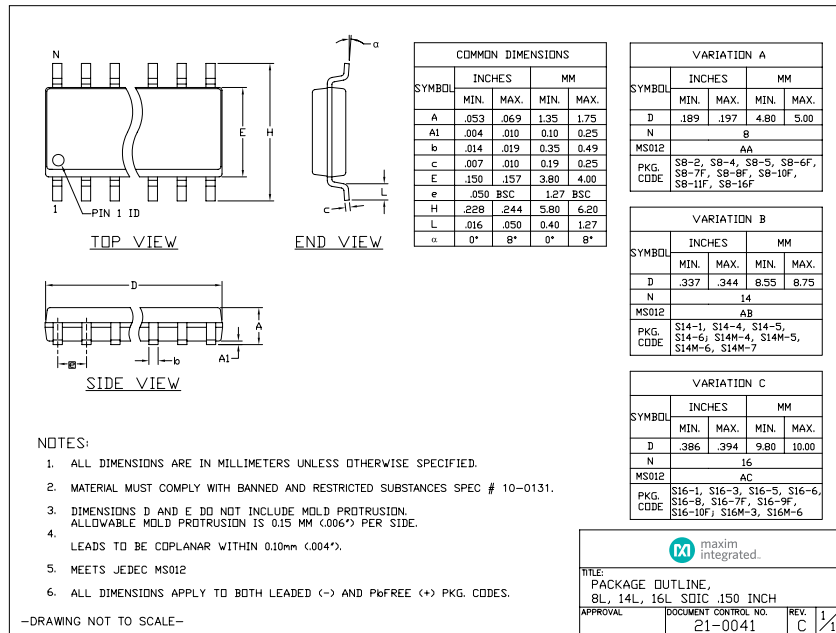 N
α
E
H
L
c
1
PIN 1 ID
TOP VIEW
END VIEW
D
A
A1
e
b
SIDE VIEW
COMMON DIMENSIONS
SYMBOL INCHES MM
MIN. MAX. MIN. MAX.
A .053 .069 1.35 1.75
A1 .004 .010 0.10 0.25
b .014 .019 0.35 0.49
c .007 .010 0.19 0.25
E .150 .157 3.80 4.00
e .050 BSC 1.27 BSC
H .228 .244 5.80 6.20
L .016 .050 0.40 1.27
α 0° 8° 0° 8°
VARIATION A
SYMBOL INCHES MM
MIN. MAX. MIN. MAX.
D .189 .197 4.80 5.00
N 8
MS012 AA
PKG. CODE
S8-2, S8-4, S8-5, S8-6F,
S8-7F, S8-8F, S8-10F,
S8-11F, S8-16F
VARIATION B
SYMBOL INCHES MM
MIN. MAX. MIN. MAX.
D .337 .344 8.55 8.75
N 14
MS012 AB
PKG. CODE
S14-1, S14-4, S14-5,
S14-6; S14M-4, S14M-5,
S14M-6, S14M-7
VARIATION C
SYMBOL INCHES MM
MIN. MAX. MIN. MAX.
D .386 .394 9.80 10.00
N 16
MS012 AC
PKG. CODE
S16-1, S16-3, S16-5, S16-6,
S16-8, S16-7F, S16-9F,
S16-10F; S16M-3, S16M-6
NOTES:
1. ALL DIMENSIONS ARE IN MILLIMETERS UNLESS OTHERWISE SPECIFIED.
2. MATERIAL MUST COMPLY WITH BANNED AND RESTRICTED SUBSTANCES SPEC # 10-0131.
3. DIMENSIONS D AND E DO NOT INCLUDE MOLD PROTRUSION.
ALLOWABLE MOLD PROTRUSION IS 0.15 MM (.006") PER SIDE.
4. LEADS TO BE COPLANAR WITHIN 0.10mm (.004").
5. MEETS JEDEC MS012
6. ALL DIMENSIONS APPLY TO BOTH LEADED (-) AND PbFREE (+) PKG. CODES.
-DRAWING NOT TO SCALE-
maxim
integrated™
TITLE:
PACKAGE OUTLINE,
8L, 14L, 16L SOIC .150 INCH
APPROVAL
DOCUMENT CONTROL NO.
21-0041
REV.
C
1/1